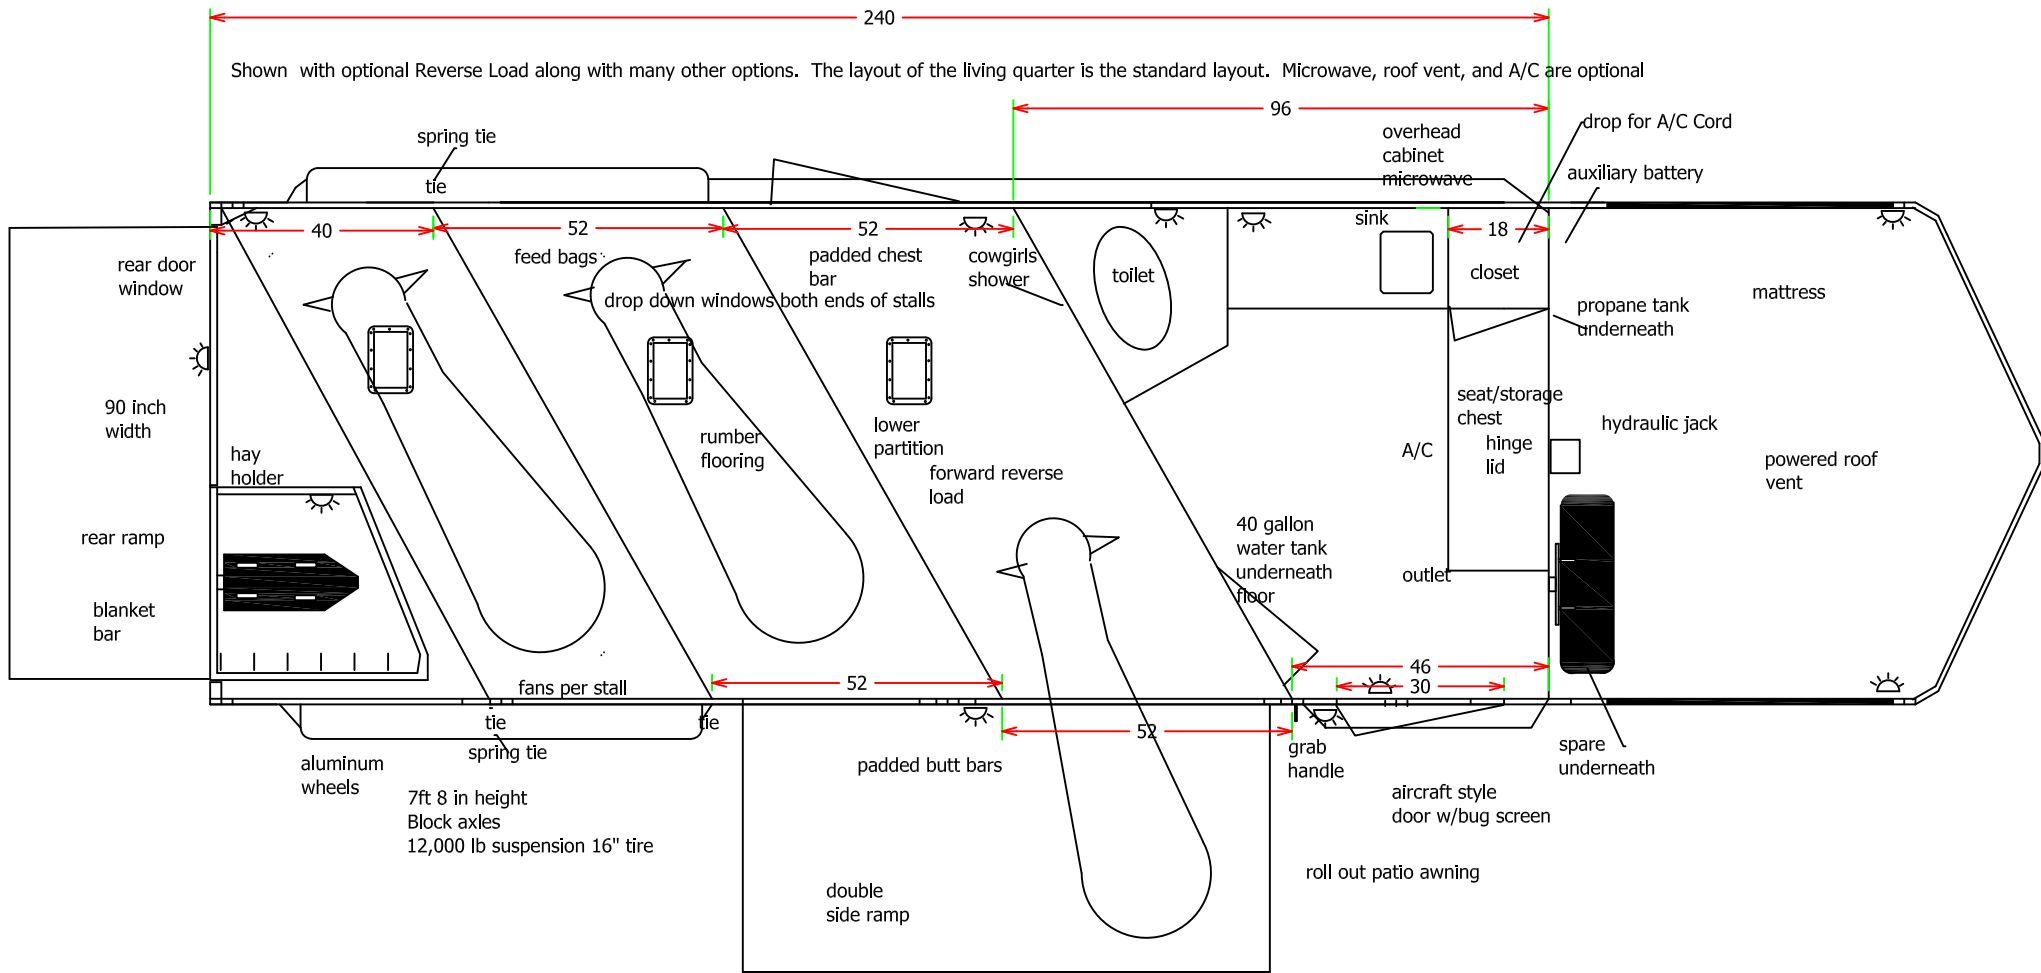 240
Shown with optional Reverse Load along with many other options. The layout of the living quarter is the standard layout. Microwave, roof vent, and A/C are optional
96
spring tie
tie
overhead
cabinet
microwave
drop for A/C Cord
auxiliary battery
40
52
52
sink
18
rear door
window
feed bags
padded chest
bar
cowgirls
shower
toilet
closet
drop down windows both ends of stalls
propane tank
underneath
mattress
90 inch
width
hay
holder
rumber
flooring
lower
partition
forward reverse
load
A/C
seat/storage
chest
hinge
lid
hydraulic jack
powered roof
vent
rear ramp
blanket
bar
40 gallon
water tank
underneath
floor
outlet
fans per stall
52
46
30
tie
spring tie
tie
52
aluminum
wheels
padded butt bars
grab
handle
spare
underneath
7ft 8 in height
Block axles
12,000 lb suspension 16" tire
aircraft style
door w/bug screen
double
side ramp
roll out patio awning